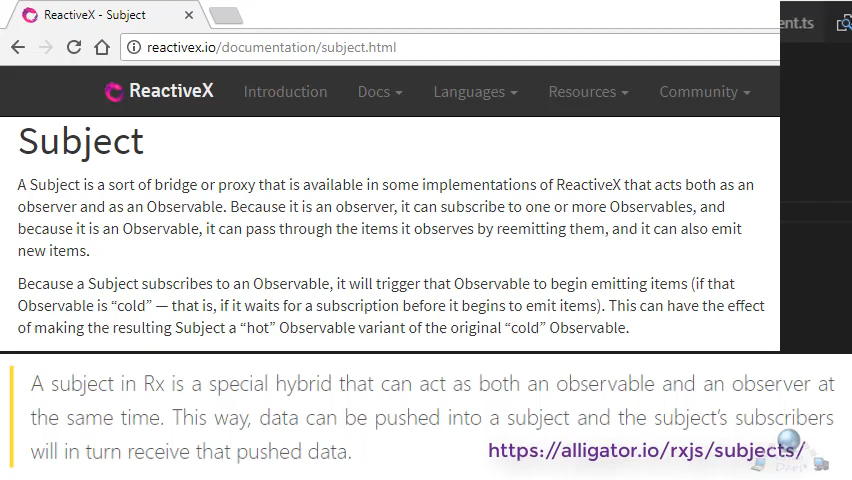 ReactiveX - Subject
ent.ts
reactivex.io/documentation/subject.html
ReactiveX Introduction Docs Languages Resources Community
Subject
A Subject is a sort of bridge or proxy that is available in some implementations of ReactiveX that acts both as an
observer and as an Observable. Because it is an observer, it can subscribe to one or more Observables, and
because it is an Observable, it can pass through the items it observes by reemitting them, and it can also emit
new items.
Because a Subject subscribes to an Observable, it will trigger that Observable to begin emitting items (if that
Observable is “cold” — that is, if it waits for a subscription before it begins to emit items). This can have the effect
of making the resulting Subject a “hot” Observable variant of the original “cold” Observable.
A subject in Rx is a special hybrid that can act as both an observable and an observer at
the same time. This way, data can be pushed into a subject and the subject’s subscribers
will in turn receive that pushed data.
https://alligator.io/rxjs/subjects/